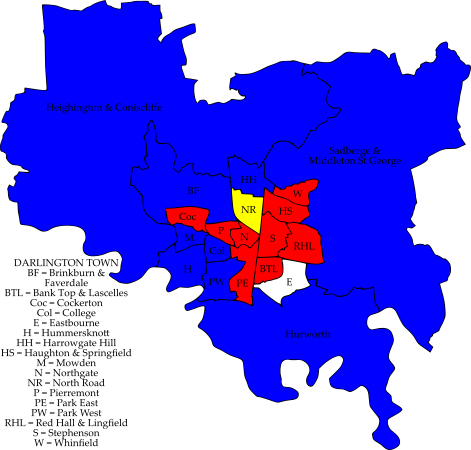 Heighington & Coniscliffe
Sadberge &
Middleton St George
HH
BF
W
NR
HS
Coc
P
N
S
M
RHL
Col
H
BTL
PW
PE
E
Hurworth
DARLINGTON TOWN
BF = Brinkburn &
Faverdale
BTL = Bank Top & Lascelles
Coc = Cockerton
Col = College
E = Eastbourne
H = Hummersknott
HH = Harrowgate Hill
HS = Haughton & Springfield
M = Mowden
N = Northgate
NR = North Road
P = Pierremont
PE = Park East
PW = Park West
RHL = Red Hall & Lingfield
S = Stephenson
W = Whinfield